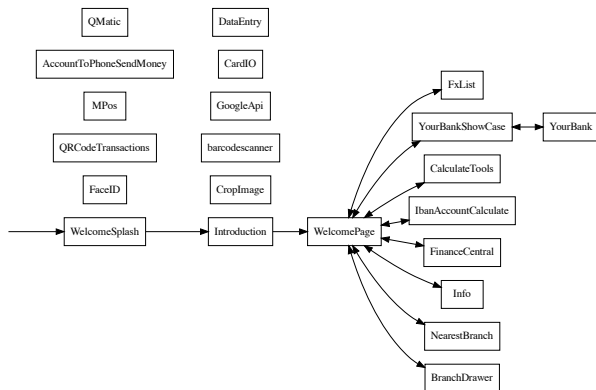 QMatic
DataEntry
AccountToPhoneSendMoney
CardIO
FxList
MPos
GoogleApi
YourBankShowCase
YourBank
QRCodeTransactions
barcodescanner
CalculateTools
FaceID
CropImage
IbanAccountCalculate
WelcomeSplash
Introduction
WelcomePage
FinanceCentral
Info
NearestBranch
BranchDrawer